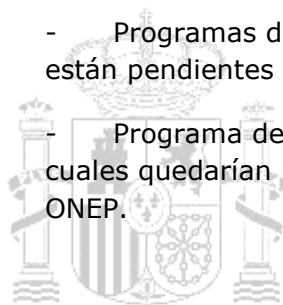 - Programas d
están pendientes
- Programa de
cuales quedarían
ONEP.